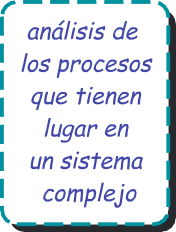 análisis de
los procesos
que tienen
lugar en
un sistema
complejo